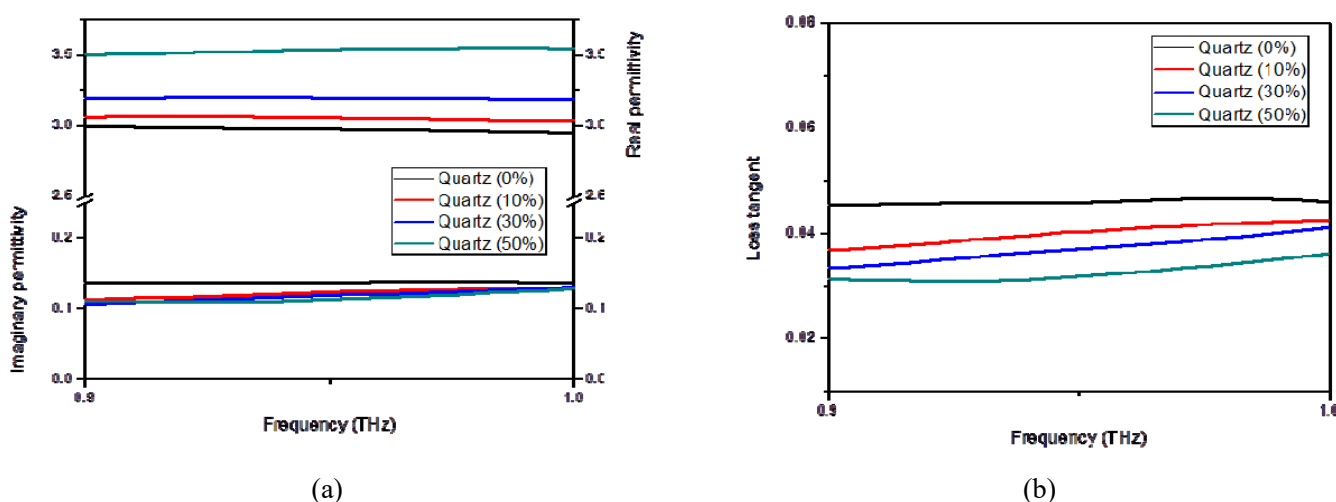 3.5
3.0
2.5
0.2
0.1
0.0
Imaginary permittivity
3.5
3.0
2.5
0.2
0.1
0.0
Real permittivity
Quartz (0%)
Quartz (10%)
Quartz (30%)
Quartz (50%)
0.9
1.0
Frequency (THz)
(a)
0.08
0.06
0.04
0.02
Loss tangent
Quartz (0%)
Quartz (10%)
Quartz (30%)
Quartz (50%)
0.9
1.0
Frequency (THz)
(b)